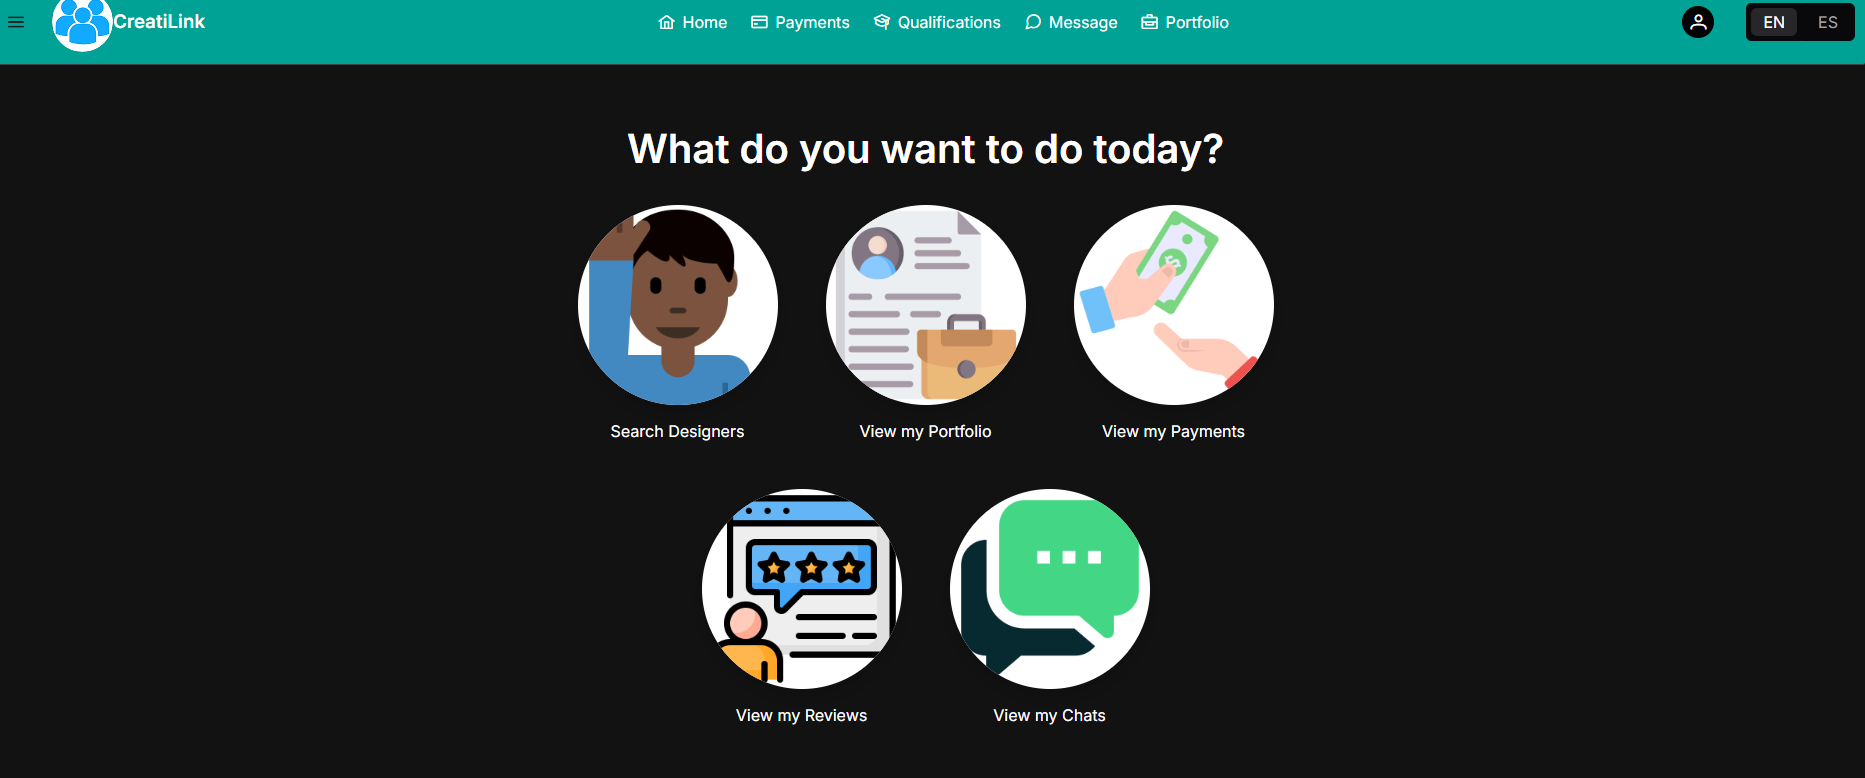 CreatiLink
Home
Payments
Qualifications
Message
Portfolio
EN
ES
What do you want to do today?
Search Designers
View my Portfolio
View my Payments
View my Reviews
View my Chats